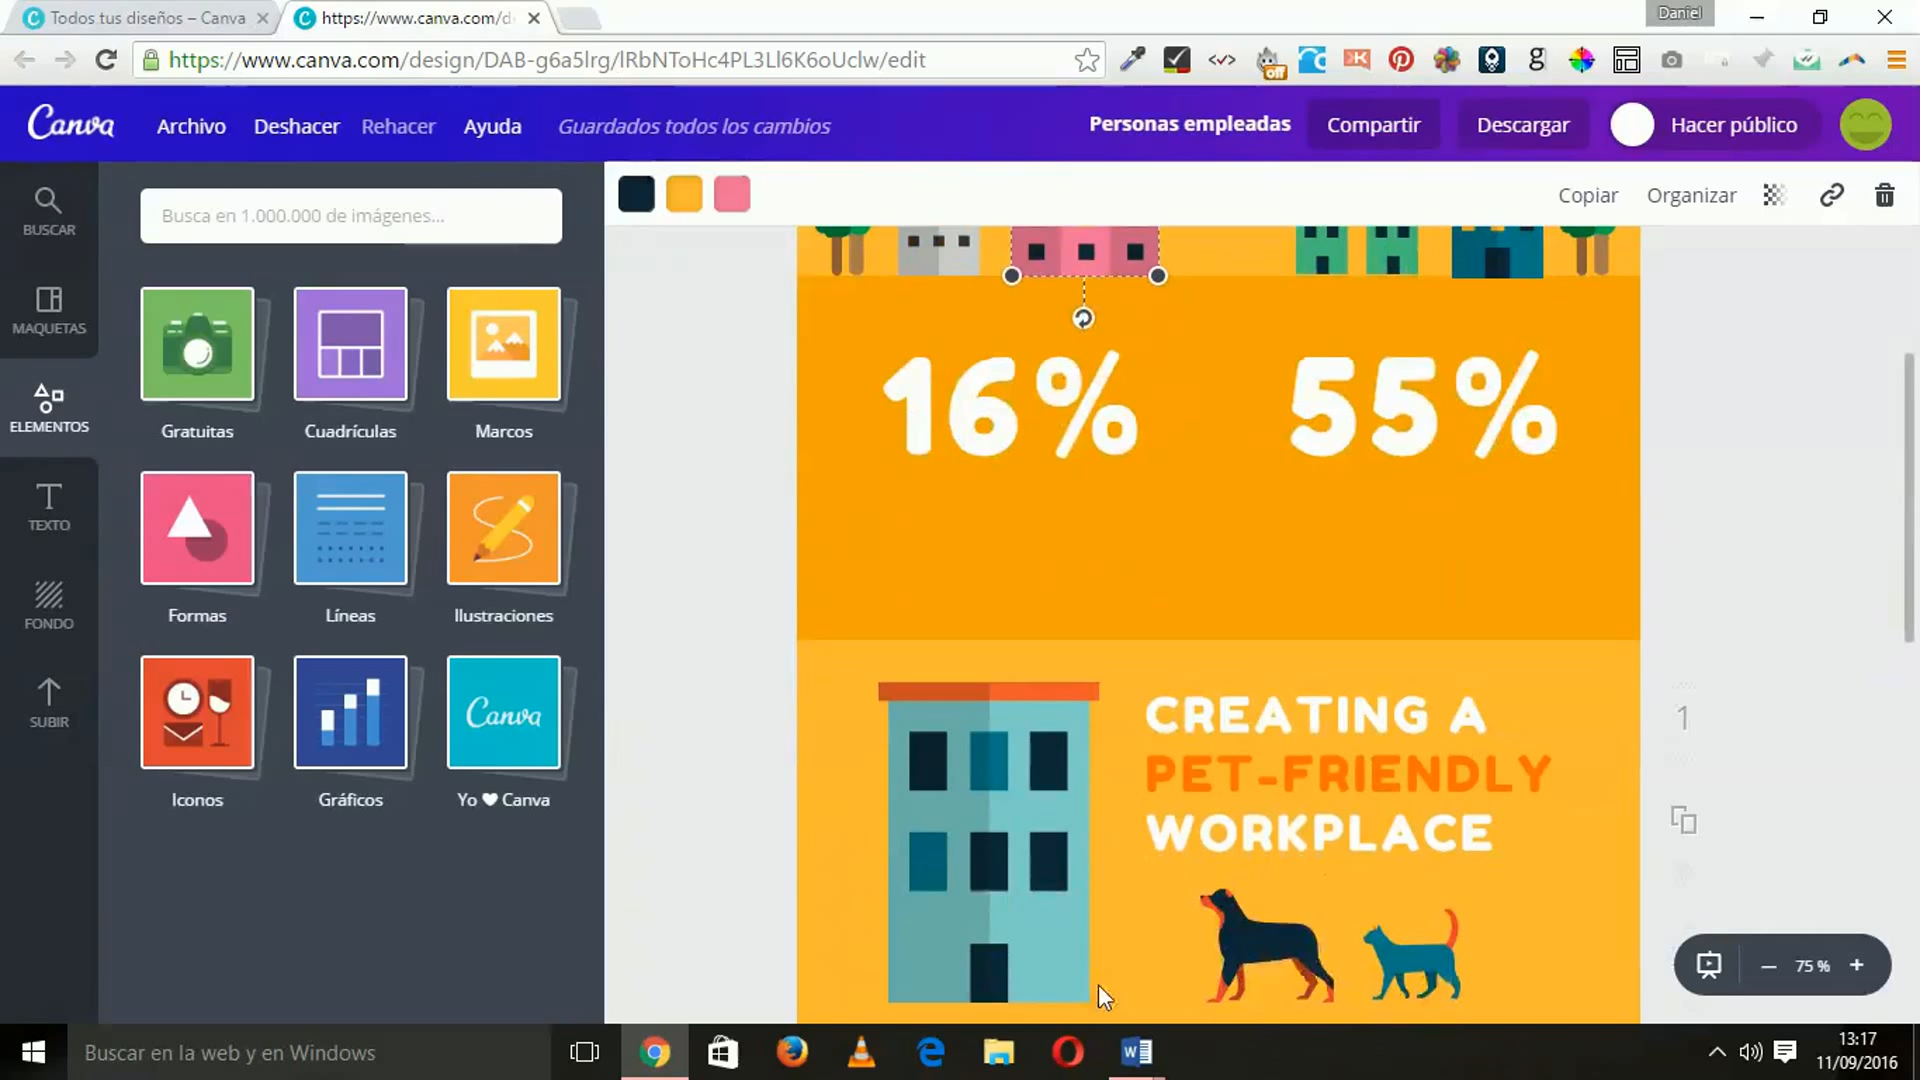 Todos tus diseños – Canva
https://www.canva.com/d
Daniel
https://www.canva.com/design/DAB-g6a5lrg/lRbNToHc4PL3Ll6K6oUclw/edit
off
Canva
Archivo
Deshacer
Rehacer
Ayuda
Guardados todos los cambios
Personas empleadas
Compartir
Descargar
Hacer público
BUSCAR
MAQUETAS
ELEMENTOS
TEXTO
FONDO
SUBIR
Busca en 1.000.000 de imágenes...
Gratuitas
Cuadrículas
Marcos
Formas
Líneas
Ilustraciones
Canva
Iconos
Gráficos
Yo ♥ Canva
Copiar
Organizar
16%
55%
CREATING A
PET-FRIENDLY
WORKPLACE
1
75 %
Buscar en la web y en Windows
13:17
11/09/2016